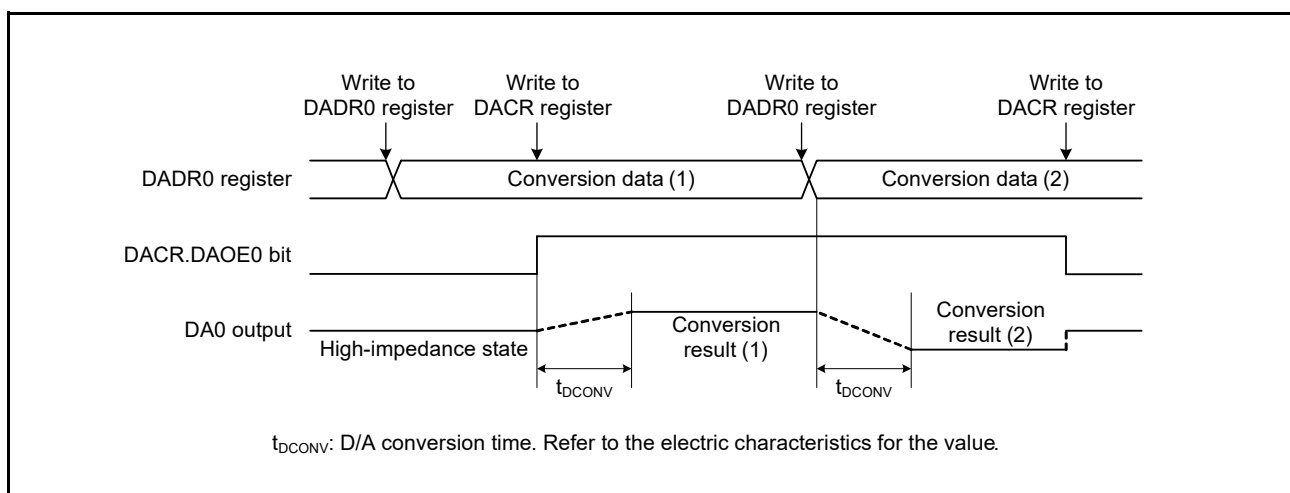 Write to
DADR0 register
Write to
DACR register
Write to
DADR0 register
Write to
DACR register
DADR0 register
Conversion data (1)
Conversion data (2)
DACR.DAOE0 bit
DA0 output
High-impedance state
Conversion
result (1)
Conversion
result (2)
tDCONV
tDCONV
tDCONV: D/A conversion time. Refer to the electric characteristics for the value.